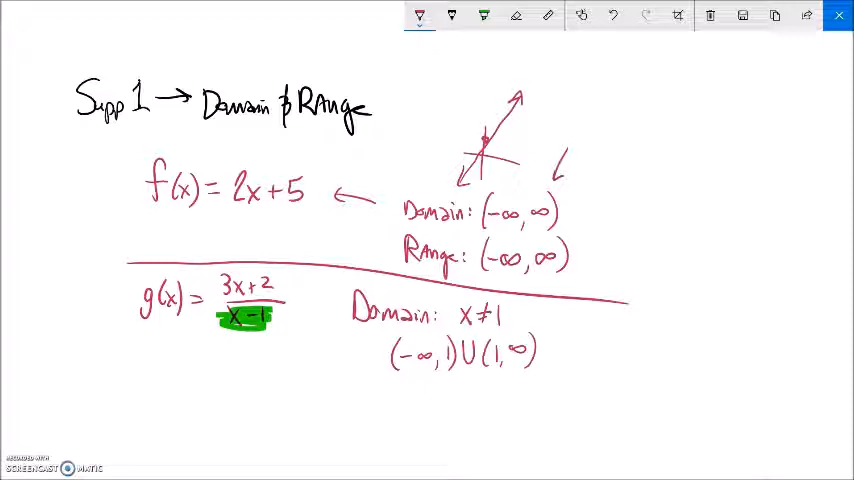 Supp 1 → Domain & Range
f(x) = 2x+5 ←
Domain: (-∞, ∞)
Range: (-∞, ∞)
g(x) = 3x+2 / x-1
Domain: x≠1
(-∞, 1) U (1, ∞)
RECORDED WITH
SCREENCAST MATIC